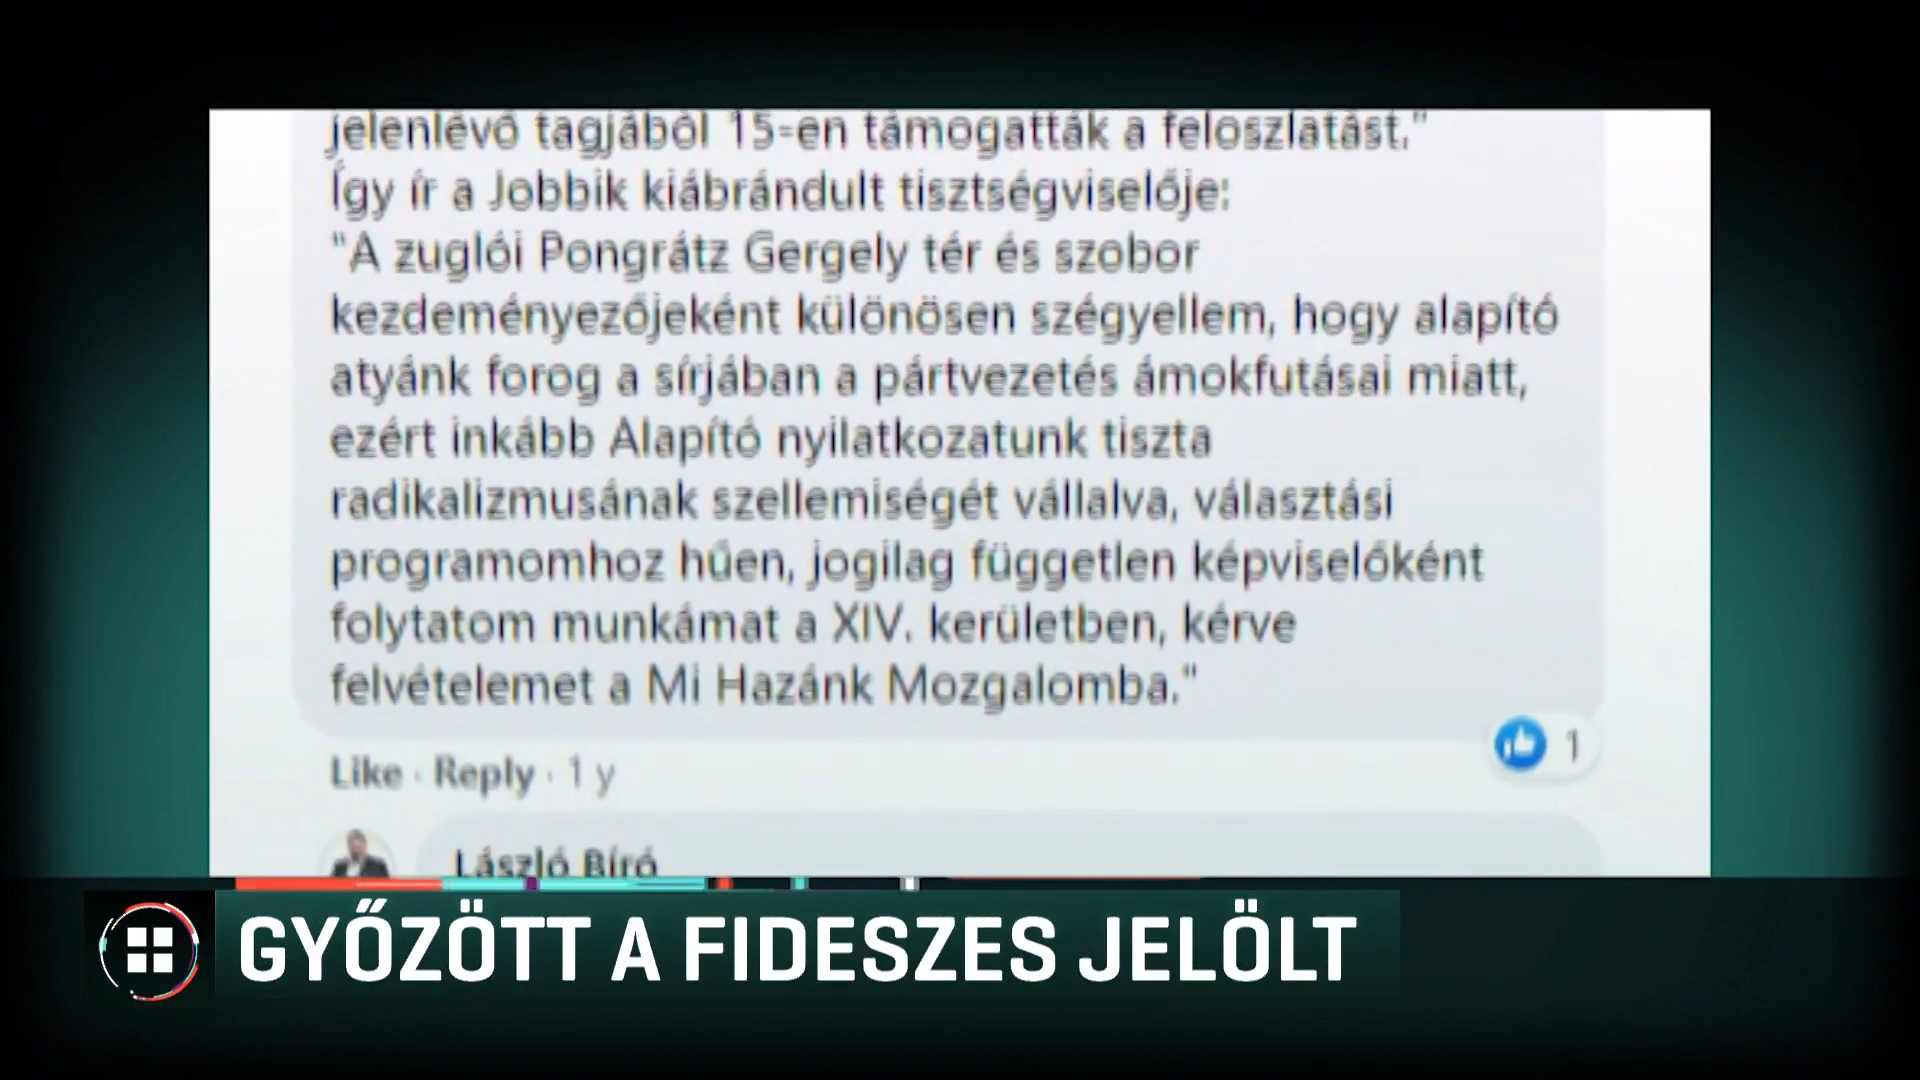 jelenlévő tagjából 15-en támogatták a feloszlatást."
Így ír a Jobbik kiábrándult tisztségviselője:
"A zuglói Pongrátz Gergely tér és szobor
kezdeményezőjeként különösen szégyellem, hogy alapító
atyánk forog a sírjában a pártvezetés ámokfutásai miatt,
ezért inkább Alapító nyilatkozatunk tiszta
radikalizmusának szellemiségét vállalva, választási
programomhoz hűen, jogilag független képviselőként
folytatom munkámat a XIV. kerületben, kérve
felvételemet a Mi Hazánk Mozgalomba."
1
Like · Reply · 1 y
László Bíró
GYŐZÖTT A FIDESZES JELÖLT